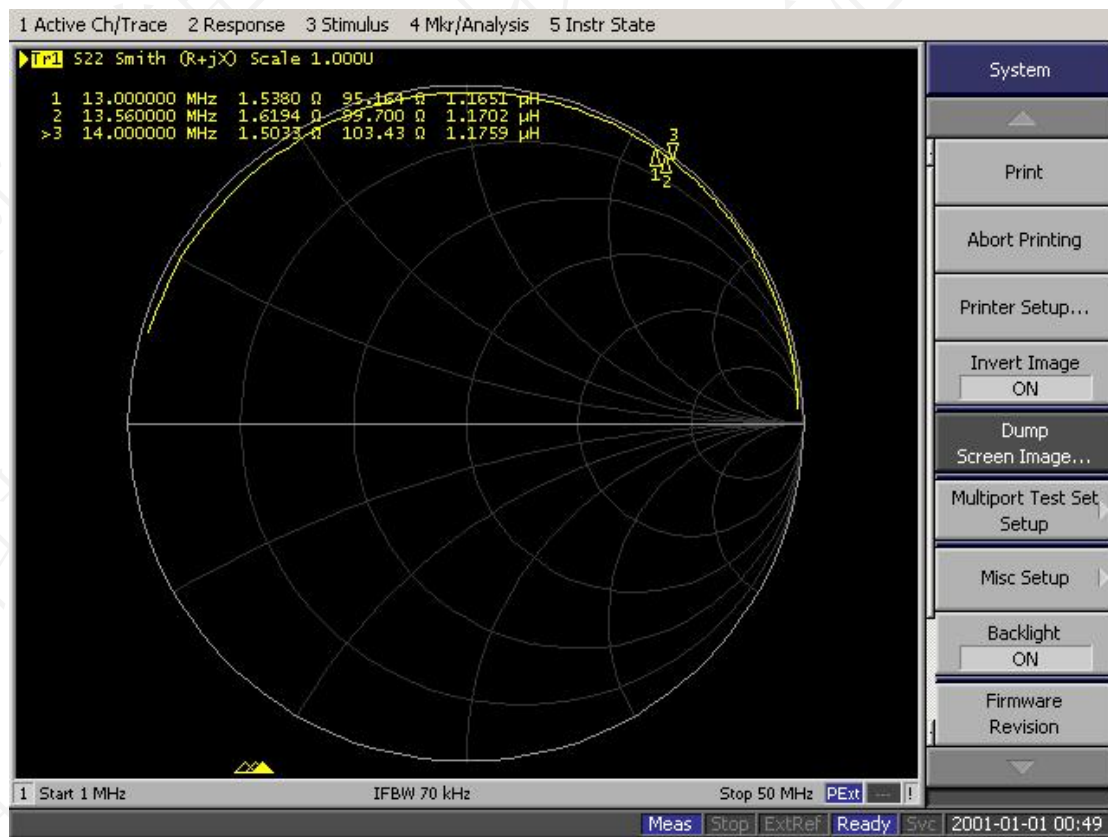 1 Active Ch/Trace 2 Response 3 Stimulus 4 Mkr/Analysis 5 Instr State
Tr1 S22 Smith (R+jX) Scale 1.000U
1 13.000000 MHz 1.5380 Ω 95.164 Ω 1.1651 µH
2 13.560000 MHz 1.6194 Ω 99.700 Ω 1.1702 µH
>3 14.000000 MHz 1.5033 Ω 103.43 Ω 1.1759 µH
3
1
2
System
Print
Abort Printing
Printer Setup...
Invert Image
ON
Dump
Screen Image...
Multiport Test Set
Setup
Misc Setup
Backlight
ON
Firmware
Revision
1 Start 1 MHz IFBW 70 kHz Stop 50 MHz PExt --- !
Meas Stop ExtRef Ready Svc 2001-01-01 00:49